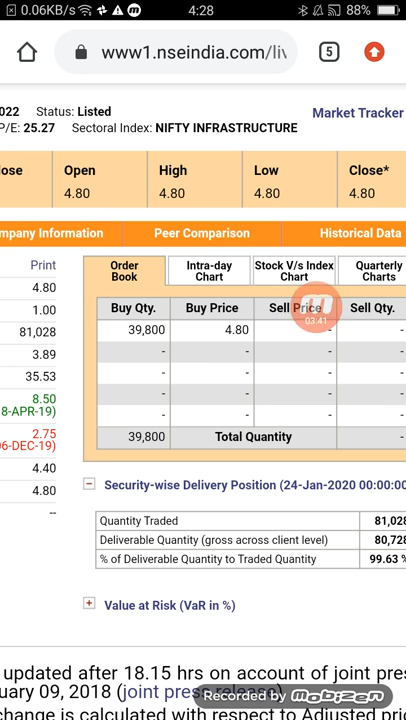 0.06KB/s 4:28 88%
www1.nseindia.com/liv 5
022 Status: Listed Market Tracker
P/E: 25.27 Sectoral Index: NIFTY INFRASTRUCTURE
lose Open High Low Close*
4.80 4.80 4.80 4.80
mpany Information Peer Comparison Historical Data
Print
4.80
1.00
81,028
3.89
35.53
8.50
8-APR-19)
2.75
06-DEC-19)
4.40
4.80
--
Order Book Intra-day Chart Stock V/s Index Chart Quarterly Charts
Buy Qty. Buy Price Sell Price Sell Qty.
39,800 4.80 - -
- - - -
- - - -
- - - -
- - - -
39,800 Total Quantity -
03:41
Security-wise Delivery Position (24-Jan-2020 00:00:00
Quantity Traded 81,028
Deliverable Quantity (gross across client level) 80,728
% of Deliverable Quantity to Traded Quantity 99.63 %
Value at Risk (VaR in %)
updated after 18.15 hrs on account of joint pres
uary 09, 2018 (joint press release)
Recorded by mobizen
change is calculated with respect to Adjusted pri